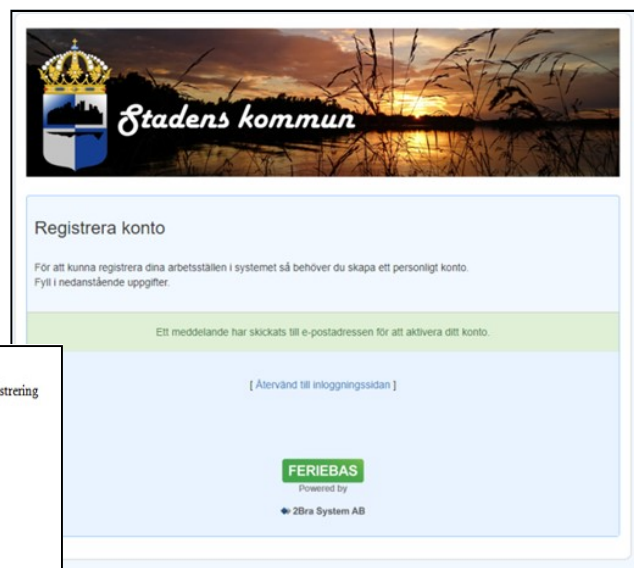 Stadens kommun
Registrera konto
För att kunna registrera dina arbetsställen i systemet så behöver du skapa ett personligt konto.
Fyll i nedanstående uppgifter.
Ett meddelande har skickats till e-postadressen för att aktivera ditt konto.
[ Återvänd till inloggningssidan ]
FERIEBAS
Powered by
2Bra System AB